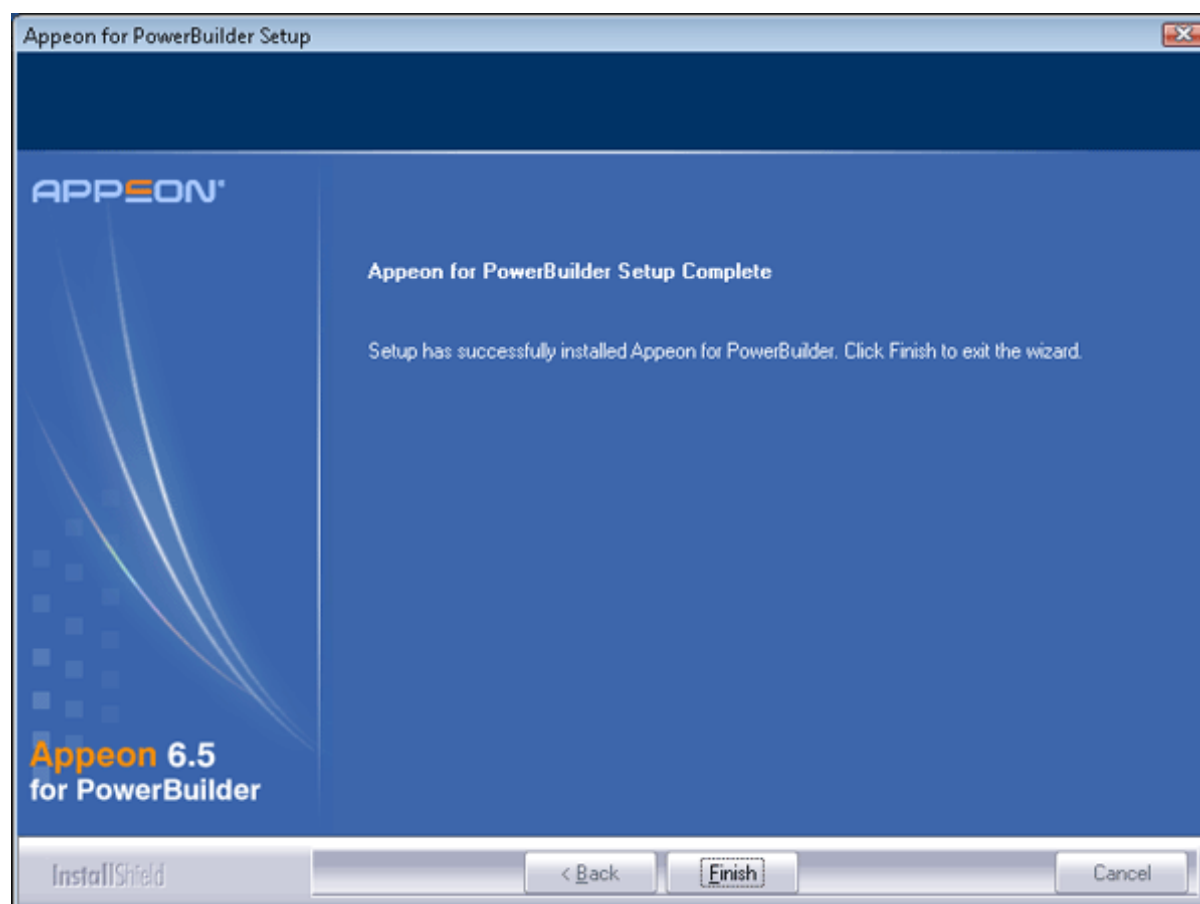 Appeon for PowerBuilder Setup
APPEON®
Appeon for PowerBuilder Setup Complete
Setup has successfully installed Appeon for PowerBuilder. Click Finish to exit the wizard.
Appeon 6.5
for PowerBuilder
InstallShield
< Back
Finish
Cancel